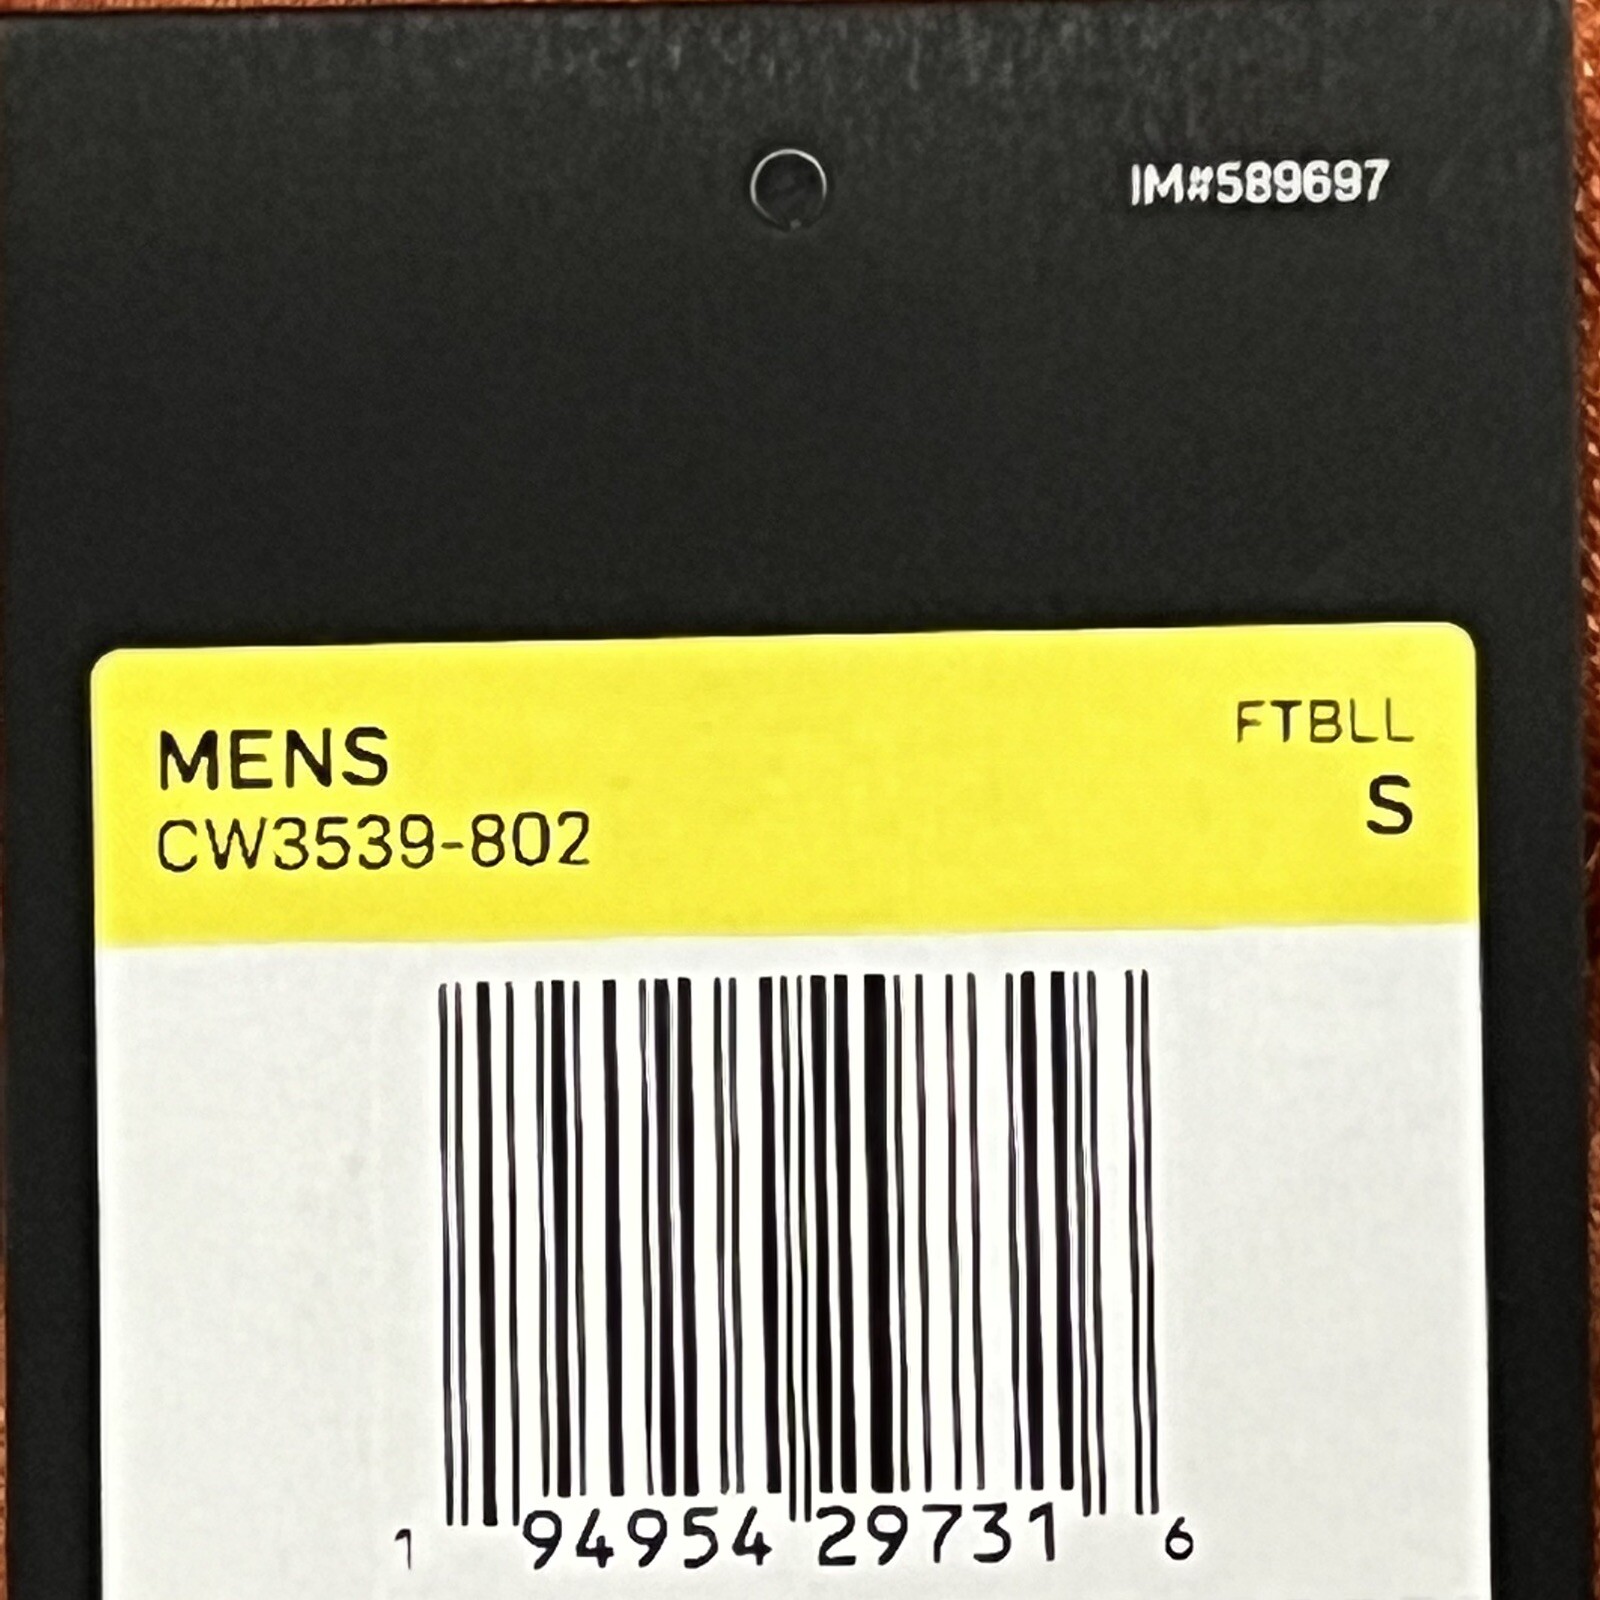 IM#589697
MENS
FTBLL
CW3539-802
S
1 94954 29731 6